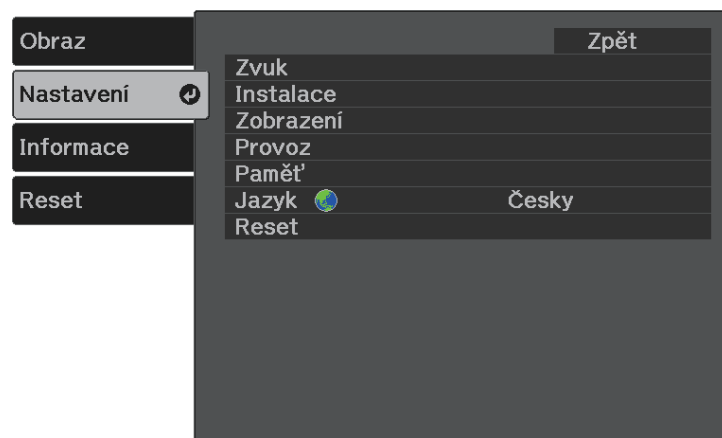 Obraz
Nastavení
Informace
Reset
Zpět
Zvuk
Instalace
Zobrazení
Provoz
Paměť
Jazyk Česky
Reset